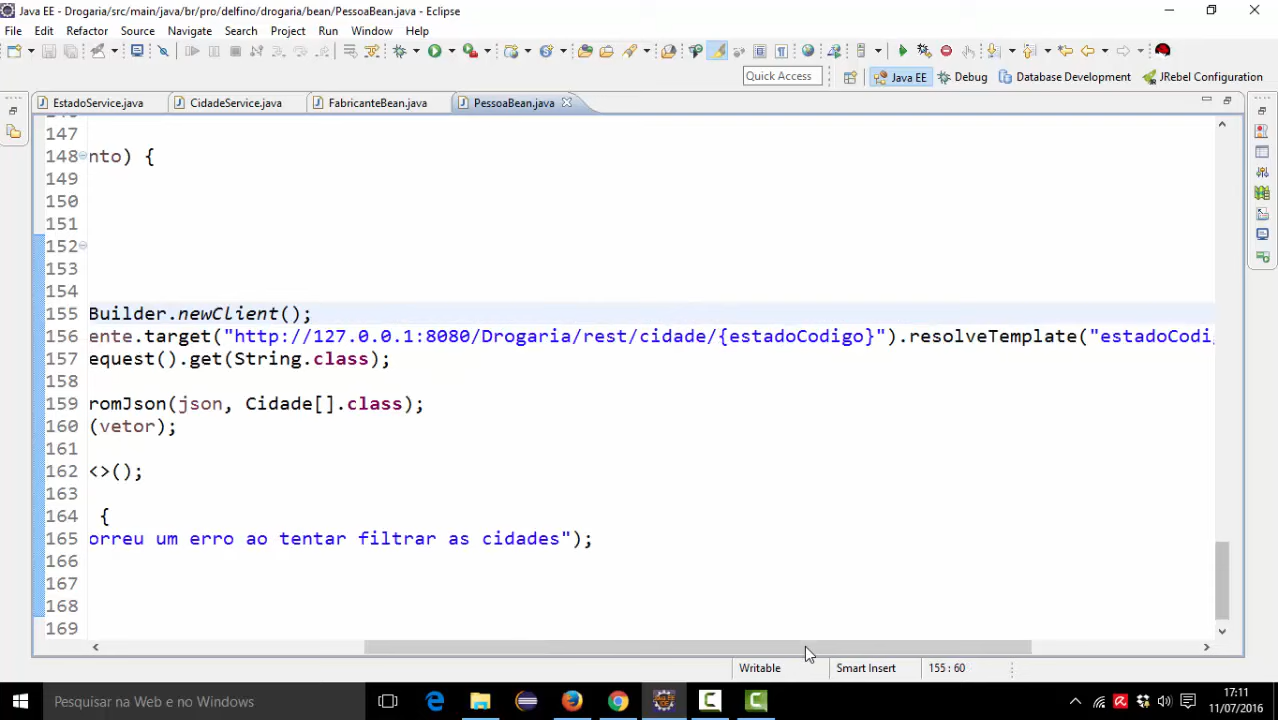 Java EE - Drogaria/src/main/java/br/pro/delfino/drogaria/bean/PessoaBean.java - Eclipse
File Edit Refactor Source Navigate Search Project Run Window Help
Quick Access
Java EE Debug Database Development JRebel Configuration
EstadoService.java CidadeService.java FabricanteBean.java PessoaBean.java
147
148 nto) {
149
150
151
152
153
154
155 Builder.newClient();
156 ente.target("http://127.0.0.1:8080/Drogaria/rest/cidade/{estadoCodigo}").resolveTemplate("estadoCodi
157 equest().get(String.class);
158
159 romJson(json, Cidade[].class);
160 (vetor);
161
162 <>();
163
164 {
165 orreu um erro ao tentar filtrar as cidades");
166
167
168
169
Writable Smart Insert 155 : 60
Pesquisar na Web e no Windows
17:11
11/07/2016